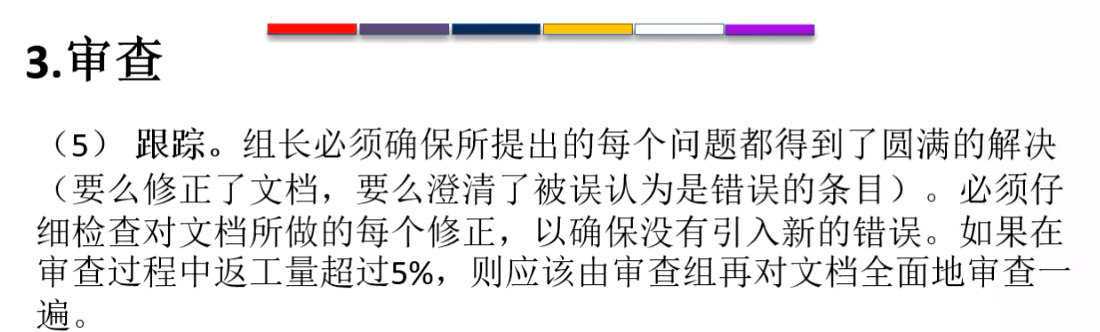 3.审查
（5） 跟踪。组长必须确保所提出的每个问题都得到了圆满的解决
（要么修正了文档，要么澄清了被误认为是错误的条目）。必须仔
细检查对文档所做的每个修正，以确保没有引入新的错误。如果在
审查过程中返工量超过5%，则应该由审查组再对文档全面地审查一
遍。